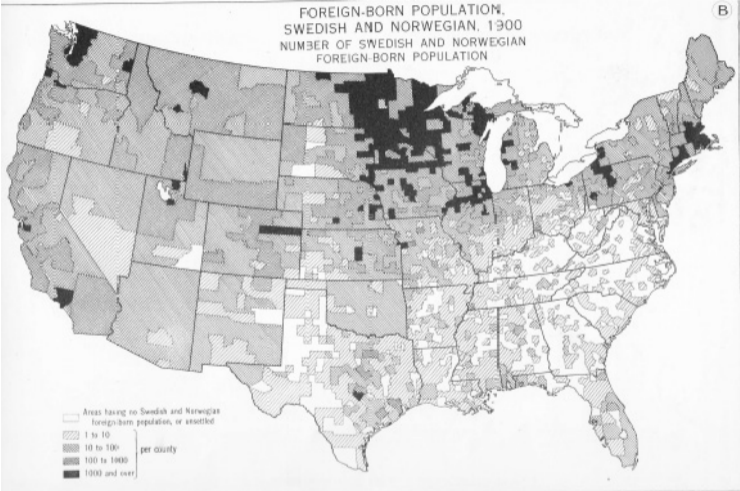 FOREIGN-BORN POPULATION,
SWEDISH AND NORWEGIAN, 1900
NUMBER OF SWEDISH AND NORWEGIAN
FOREIGN-BORN POPULATION
B
Areas having no Swedish and Norwegian
foreign-born population, or unsettled
1 to 10
10 to 100
100 to 1000
1000 and over
per county